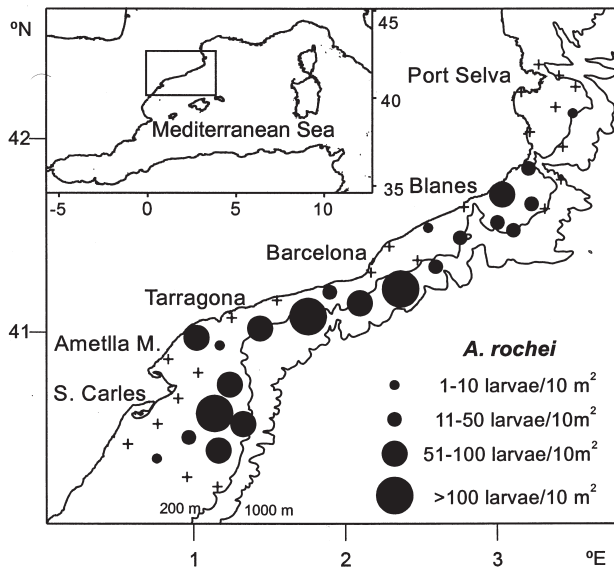 ºN
45
40
35
Mediterranean Sea
-5 0 5 10
42
41
Port Selva
Blanes
Barcelona
Tarragona
Ametlla M.
S. Carles
A. rochei
1-10 larvae/10 m²
11-50 larvae/10m²
51-100 larvae/10m²
>100 larvae/10 m²
200 m
1000 m
1 2 3
ºE